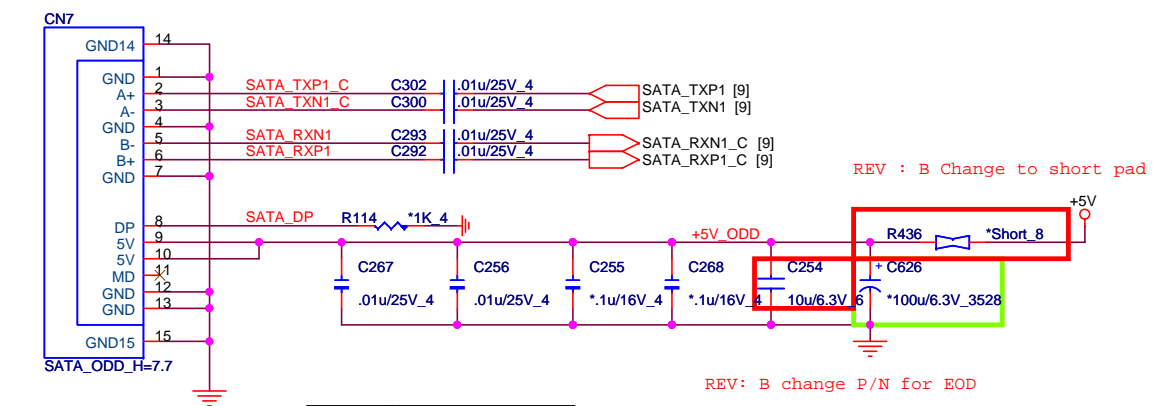 CN7
GND14 14
GND 1
A+ 2 SATA_TXP1_C C302 .01u/25V_4 SATA_TXP1 [9]
A- 3 SATA_TXN1_C C300 .01u/25V_4 SATA_TXN1 [9]
GND 4
B- 5 SATA_RXN1 C293 .01u/25V_4 SATA_RXN1_C [9]
B+ 6 SATA_RXP1 C292 .01u/25V_4 SATA_RXP1_C [9]
GND 7
REV : B Change to short pad
+5V
DP 8 SATA_DP R114 *1K_4
5V 9 +5V_ODD R436 *Short_8
5V 10
MD 11
C267 C256 C255 C268 C254 + C626
GND 12
.01u/25V_4 .01u/25V_4 *.1u/16V_4 *.1u/16V_4 10u/6.3V_6 *100u/6.3V_3528
GND 13
GND15 15
SATA_ODD_H=7.7
REV: B change P/N for EOD